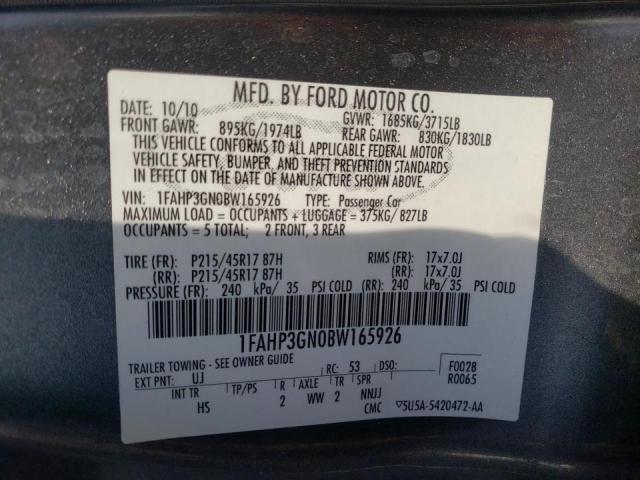 MFD. BY FORD MOTOR CO.
DATE: 10/10 GVWR: 1685KG/3715LB
FRONT GAWR: 895KG/1974LB REAR GAWR: 830KG/1830LB
THIS VEHICLE CONFORMS TO ALL APPLICABLE FEDERAL MOTOR
VEHICLE SAFETY, BUMPER, AND THEFT PREVENTION STANDARDS
IN EFFECT ON THE DATE OF MANUFACTURE SHOWN ABOVE.
VIN: 1FAHP3GN0BW165926 TYPE: Passenger Car
MAXIMUM LOAD = OCCUPANTS + LUGGAGE = 375KG/ 827LB
OCCUPANTS = 5 TOTAL; 2 FRONT, 3 REAR
TIRE (FR): P215/45R17 87H RIMS (FR): 17x7.0J
(RR): P215/45R17 87H (RR): 17x7.0J
PRESSURE (FR): 240 kPa/ 35 PSI COLD (RR): 240 kPa/ 35 PSI COLD
1FAHP3GN0BW165926
TRAILER TOWING - SEE OWNER GUIDE RC: 53 DSO: F0028
EXT PNT: UJ R0065
INT TR TP/PS R AXLE TR SPR
HS 2 WW 2 NNJJ
CMC ▽5U5A-5420472-AA